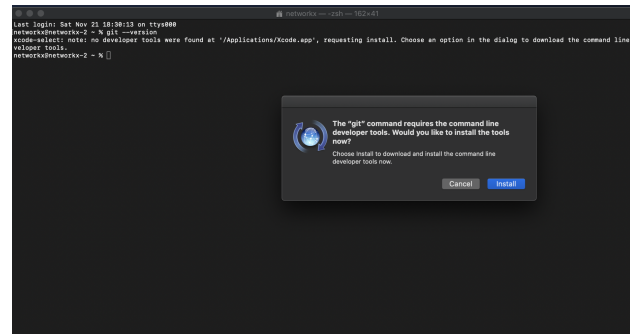 networkx — -zsh — 162×41
Last login: Sat Nov 21 18:30:13 on ttys000
networkx@networkx-2 ~ % git --version
xcode-select: note: no developer tools were found at '/Applications/Xcode.app', requesting install. Choose an option in the dialog to download the command line
veloper tools.
networkx@networkx-2 ~ %
The "git" command requires the command line
developer tools. Would you like to install the tools
now?
Choose Install to download and install the command line
developer tools now.
Cancel Install